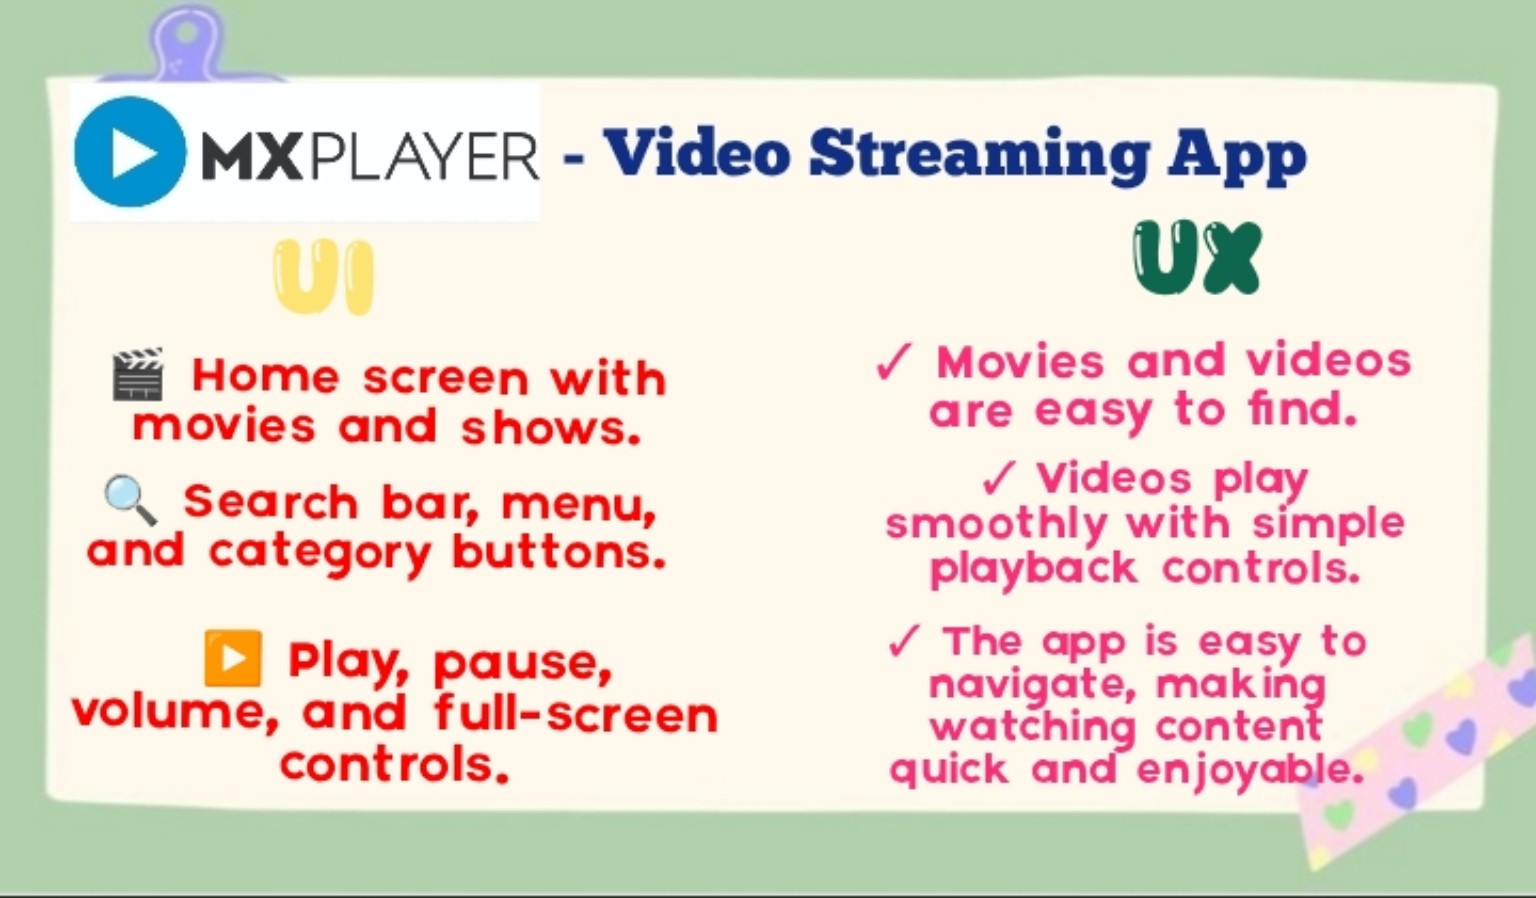 MXPLAYER - Video Streaming App
UI
🎬 Home screen with
movies and shows.
🔍 Search bar, menu,
and category buttons.
▶️ Play, pause,
volume, and full-screen
controls.
UX
✓ Movies and videos
are easy to find.
✓ Videos play
smoothly with simple
playback controls.
✓ The app is easy to
navigate, making
watching content
quick and enjoyable.